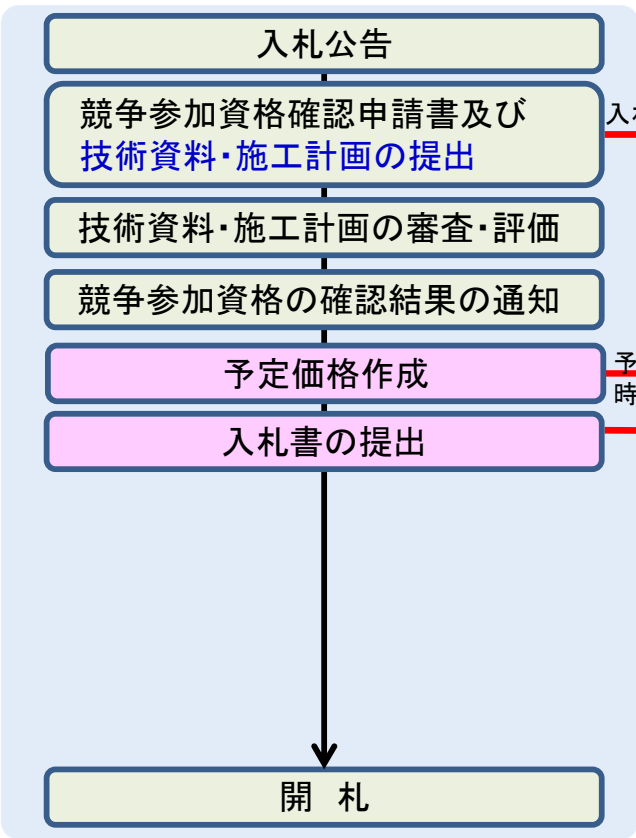 入札公告
競争参加資格確認申請書及び
技術資料・施工計画の提出
入
技術資料・施工計画の審査・評価
競争参加資格の確認結果の通知
予定価格作成
予
時
入札書の提出
開 札